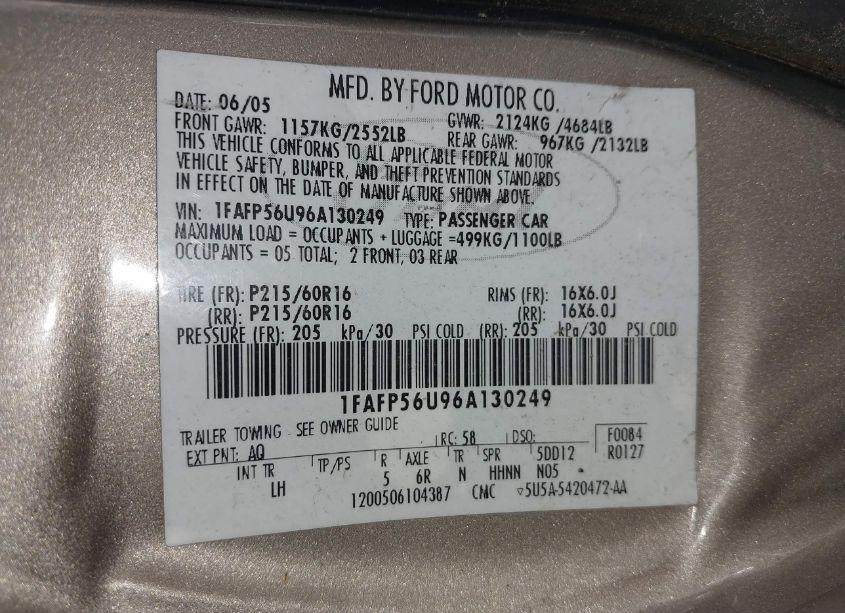 MFD. BY FORD MOTOR CO.
DATE: 06/05
GVWR: 2124KG /4684LB
FRONT GAWR: 1157KG/2552LB
REAR GAWR: 967KG /2132LB
THIS VEHICLE CONFORMS TO ALL APPLICABLE FEDERAL MOTOR
VEHICLE SAFETY, BUMPER, AND THEFT PREVENTION STANDARDS
IN EFFECT ON THE DATE OF MANUFACTURE SHOWN ABOVE.
VIN: 1FAFP56U96A130249 TYPE: PASSENGER CAR
MAXIMUM LOAD = OCCUPANTS + LUGGAGE =499KG/1100LB
OCCUPANTS = 05 TOTAL; 2 FRONT, 03 REAR
TIRE (FR): P215/60R16 RIMS (FR): 16X6.0J
(RR): P215/60R16 (RR): 16X6.0J
PRESSURE (FR): 205 kPa/30 PSI COLD (RR): 205 kPa/30 PSI COLD
1FAFP56U96A130249
TRAILER TOWING - SEE OWNER GUIDE
EXT PNT: AQ RC: 58 DSO: F0084
INT TR TP/PS R AXLE TR SPR 5DD12 R0127
LH 5 6R N HHNN N05
1200506104387 CMC ▽5U5A-5420472-AA